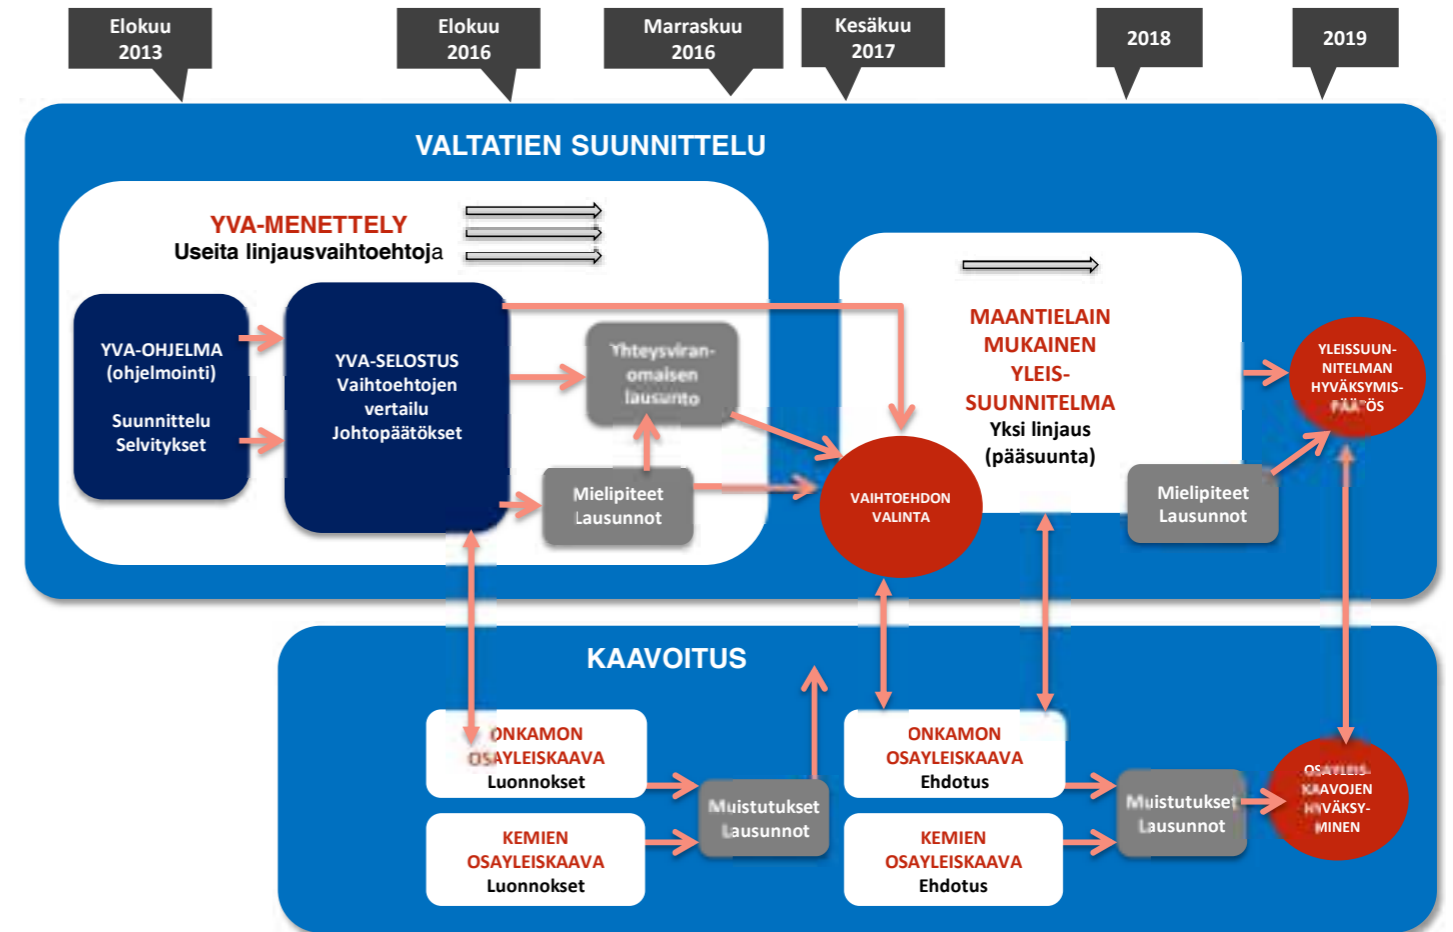 Elokuu
2013
Elokuu
2016
Marraskuu
2016
Kesäkuu
2017
2018
2019
VALTATIEN SUUNNITTELU
YVA-MENETTELY
Useita linjausvaihtoehtoja
YVA-OHJELMA
(ohjelmointi)
Suunnittelu
Selvitykset
YVA-SELOSTUS
Vaihtoehtojen
vertailu
Johtopäätökset
Yhteysviran-
omaisen
lausunto
Mielipiteet
Lausunnot
VAIHTOEHDON
VALINTA
MAANTIELAIN
MUKAINEN
YLEIS-
SUUNNITELMA
Yksi linjaus
(pääsuunta)
Mielipiteet
Lausunnot
YLEISSUUN-
NITELMAN
HYVÄKSYMIS-
PÄÄTÖS
KAAVOITUS
ONKAMON
OSAYLEISKAAVA
Luonnokset
KEMIEN
OSAYLEISKAAVA
Luonnokset
Muistutukset
Lausunnot
ONKAMON
OSAYLEISKAAVA
Ehdotus
KEMIEN
OSAYLEISKAAVA
Ehdotus
Muistutukset
Lausunnot
OSAYLEIS-
KAAVOJEN
HYVÄKSY-
MINEN